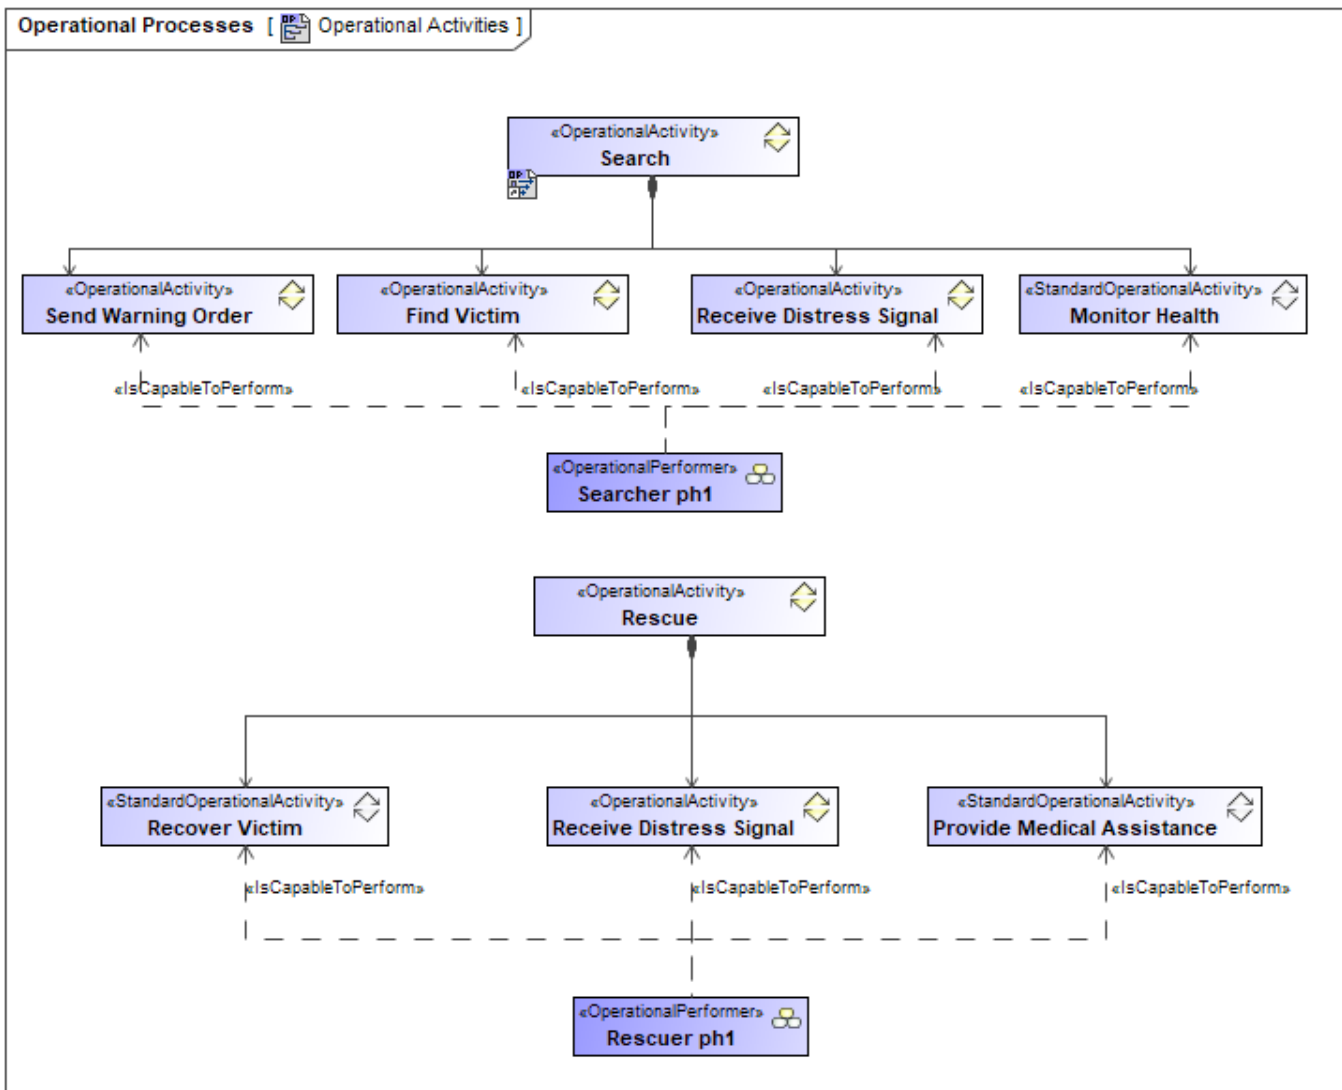 Operational Processes [ Operational Activities ]
«OperationalActivity»
Search
«OperationalActivity»
Send Warning Order
«OperationalActivity»
Find Victim
«OperationalActivity»
Receive Distress Signal
«StandardOperationalActivity»
Monitor Health
«IsCapableToPerform»
«IsCapableToPerform»
«IsCapableToPerform»
«IsCapableToPerform»
«OperationalPerformer»
Searcher ph1
«OperationalActivity»
Rescue
«StandardOperationalActivity»
Recover Victim
«OperationalActivity»
Receive Distress Signal
«StandardOperationalActivity»
Provide Medical Assistance
«IsCapableToPerform»
«IsCapableToPerform»
«IsCapableToPerform»
«OperationalPerformer»
Rescuer ph1